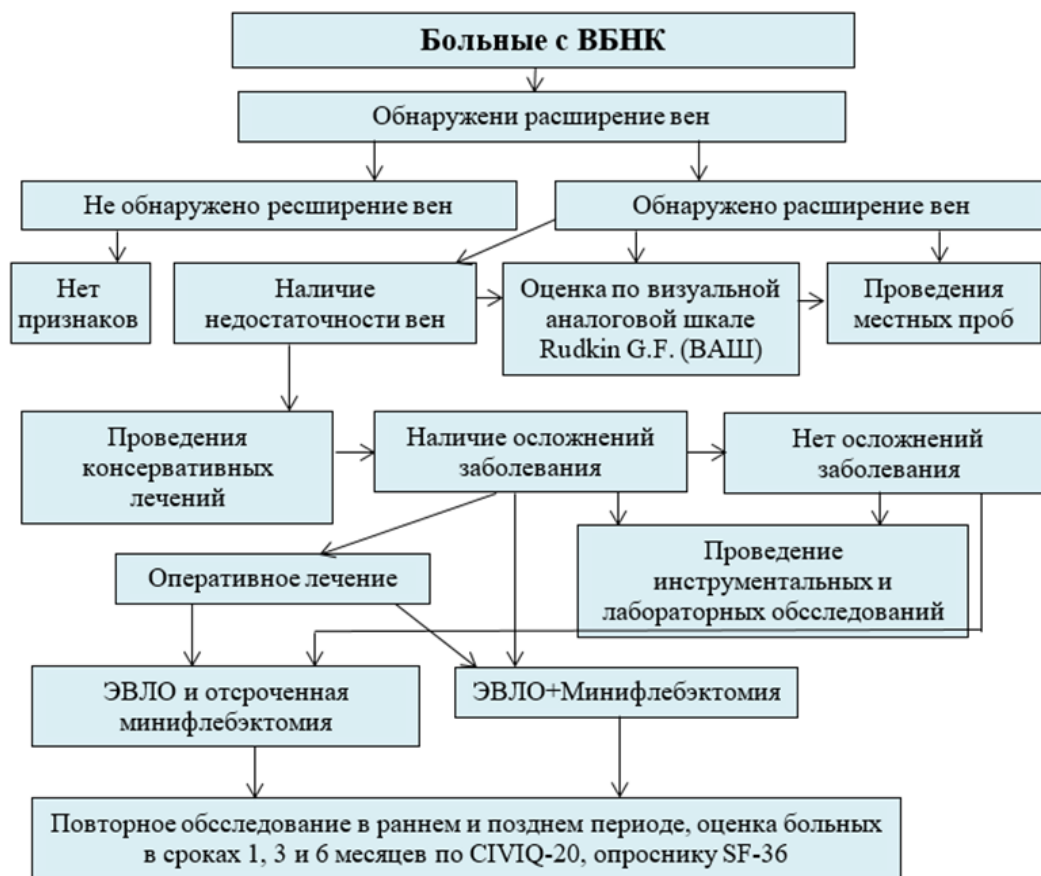 Больные с ВБНК
Обнаружени расширение вен
Не обнаружено ресширение вен
Обнаружено расширение вен
Нет
признаков
Наличие
недостаточности вен
Оценка по визуальной
аналоговой шкале
Rudkin G.F. (ВАШ)
Проведения
местных проб
Проведения
консервативных
лечений
Наличие осложнений
заболевания
Нет осложнений
заболевания
Оперативное лечение
Проведение
инструментальных и
лабораторных обсследований
ЭВЛО и отсроченная
минифлебэктомия
ЭВЛО+Минифлебэктомия
Повторное обсследование в раннем и позднем периоде, оценка больных
в сроках 1, 3 и 6 месяцев по CIVIQ-20, опроснику SF-36